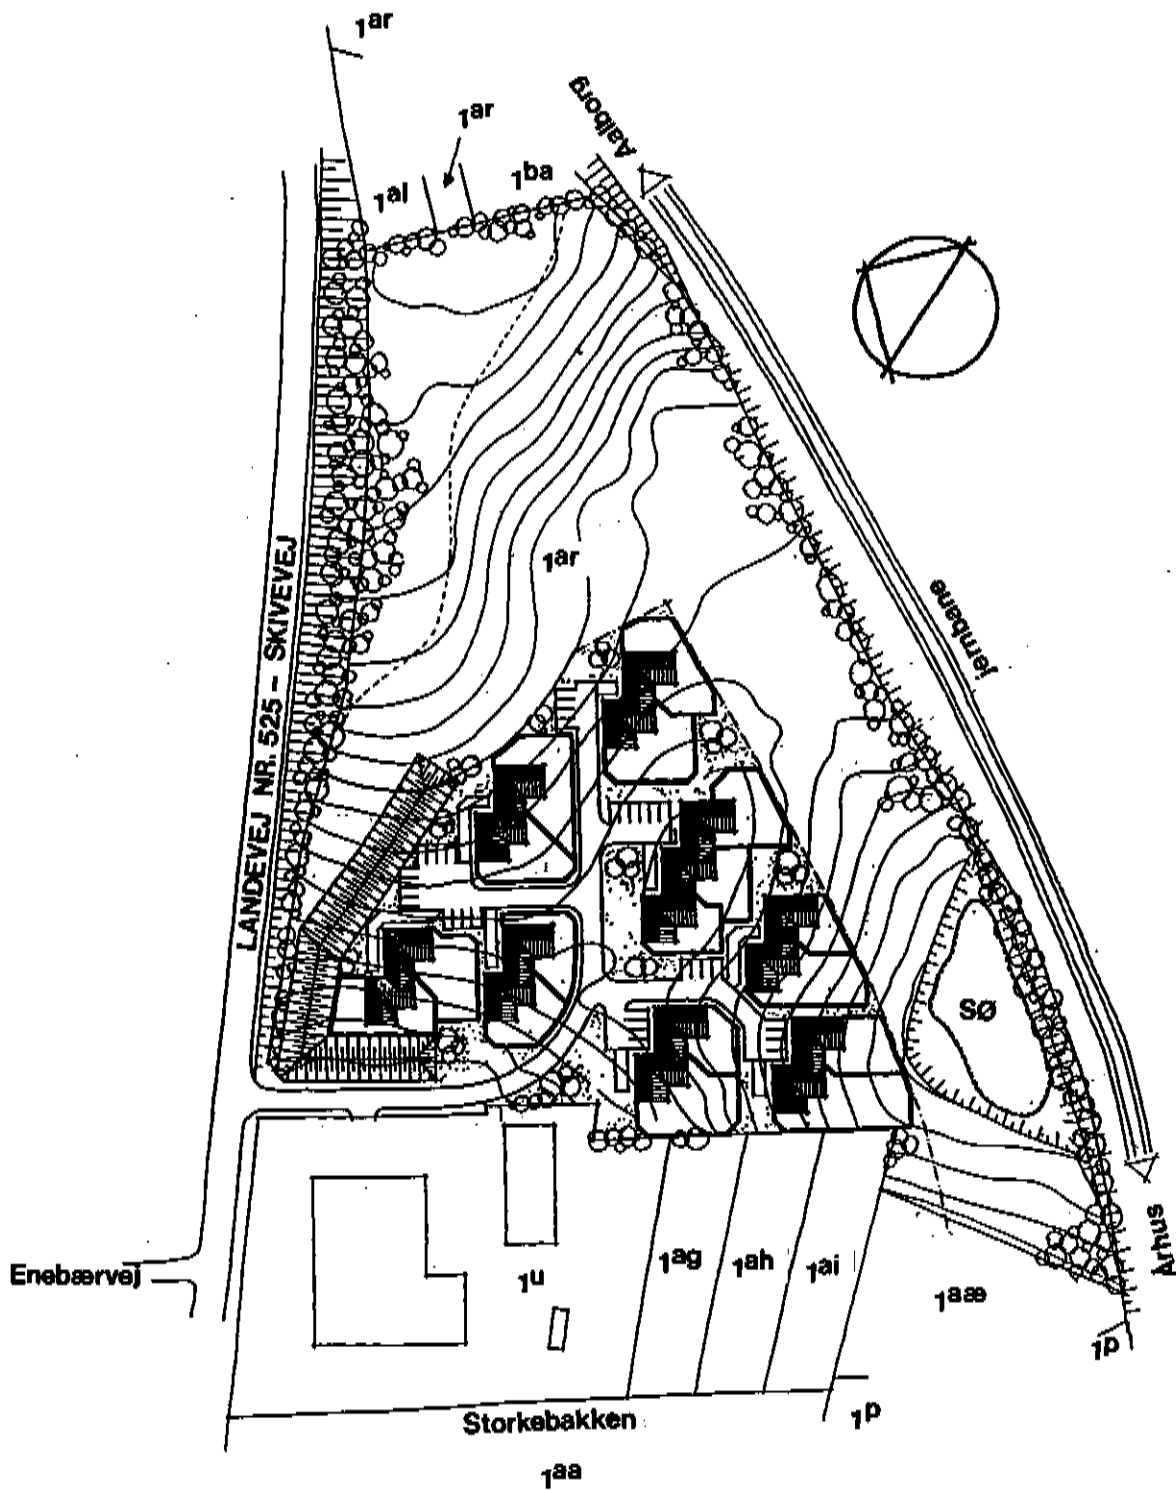 1ar
1ar
Aalborg
1al
1ba
LANDEVEJ NR. 525 - SKIVEVEJ
1ar
jernbane
SØ
Århus
Enebærvej
1u
1ag
1ah
1ai
1aæ
1p
Storkebakken
1p
1aa